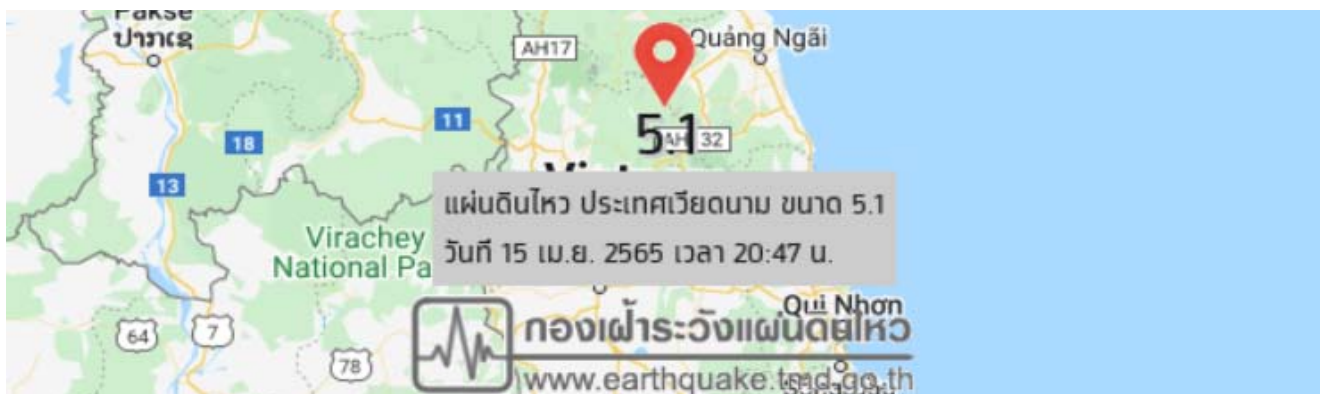 Pakse
ປາກເຊ
AH17
Quảng Ngãi
11
5.1
AH 32
18
13
แผ่นดินไหว ประเทศเวียดนาม ขนาด 5.1
วันที่ 15 เม.ย. 2565 เวลา 20:47 น.
Virachey
National Pa
Qui Nhơn
กองเฝ้าระวังแผ่นดินไหว
64
7
78
www.earthquake.tmd.go.th